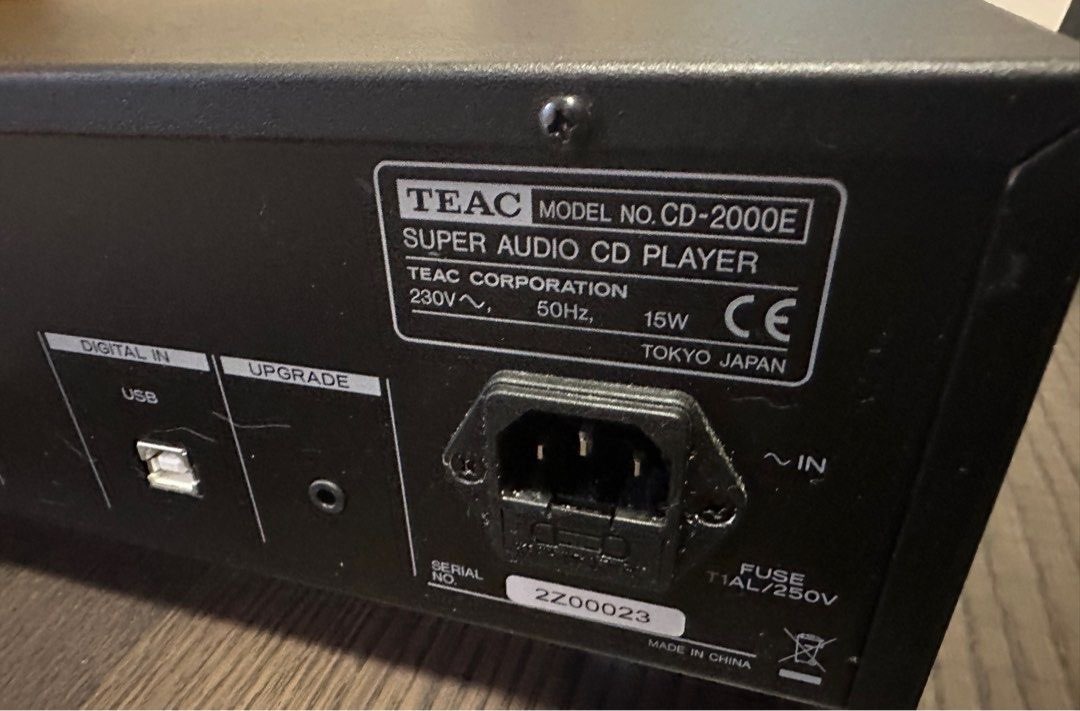 TEAC MODEL NO. CD-2000E
SUPER AUDIO CD PLAYER
TEAC CORPORATION
230V~, 50Hz, 15W CE
TOKYO JAPAN
DIGITAL IN
USB
UPGRADE
~ IN
FUSE
T1AL/250V
SERIAL
NO.
2Z00023
MADE IN CHINA